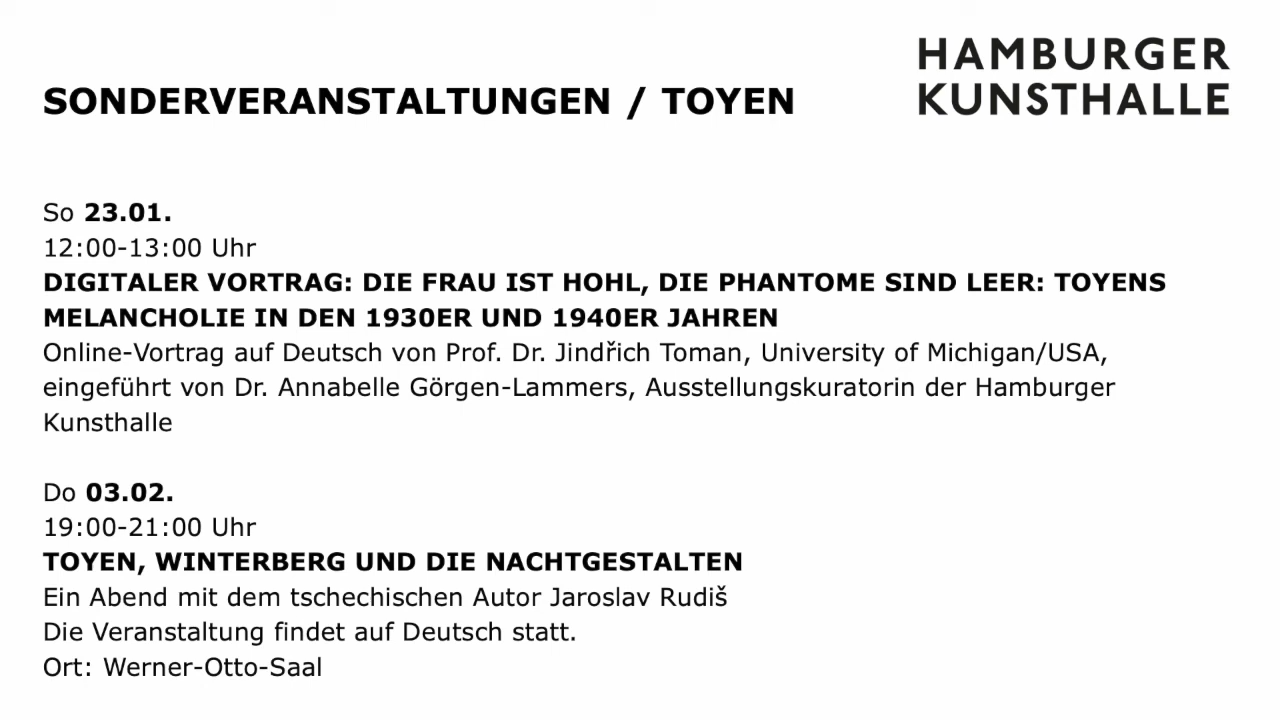 HAMBURGER
KUNSTHALLE
SONDERVERANSTALTUNGEN / TOYEN
So 23.01.
12:00-13:00 Uhr
DIGITALER VORTRAG: DIE FRAU IST HOHL, DIE PHANTOME SIND LEER: TOYENS
MELANCHOLIE IN DEN 1930ER UND 1940ER JAHREN
Online-Vortrag auf Deutsch von Prof. Dr. Jindřich Toman, University of Michigan/USA,
eingeführt von Dr. Annabelle Görgen-Lammers, Ausstellungskuratorin der Hamburger
Kunsthalle
Do 03.02.
19:00-21:00 Uhr
TOYEN, WINTERBERG UND DIE NACHTGESTALTEN
Ein Abend mit dem tschechischen Autor Jaroslav Rudiš
Die Veranstaltung findet auf Deutsch statt.
Ort: Werner-Otto-Saal